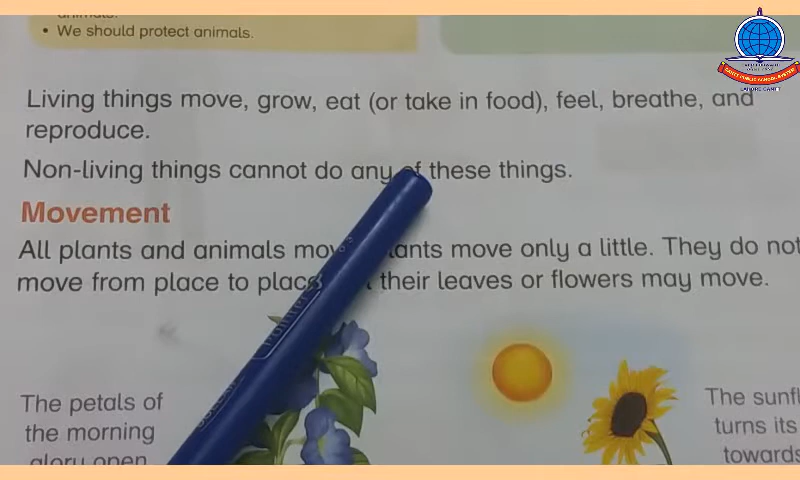 • We should protect animals.
Living things move, grow, eat (or take in food), feel, breathe, and
reproduce.
Non-living things cannot do any of these things.
Movement
All plants and animals move. Plants move only a little. They do not
move from place to place their leaves or flowers may move.
The petals of
the morning
glory open
The sunfl
turns its
towards
LAHORE CANTT